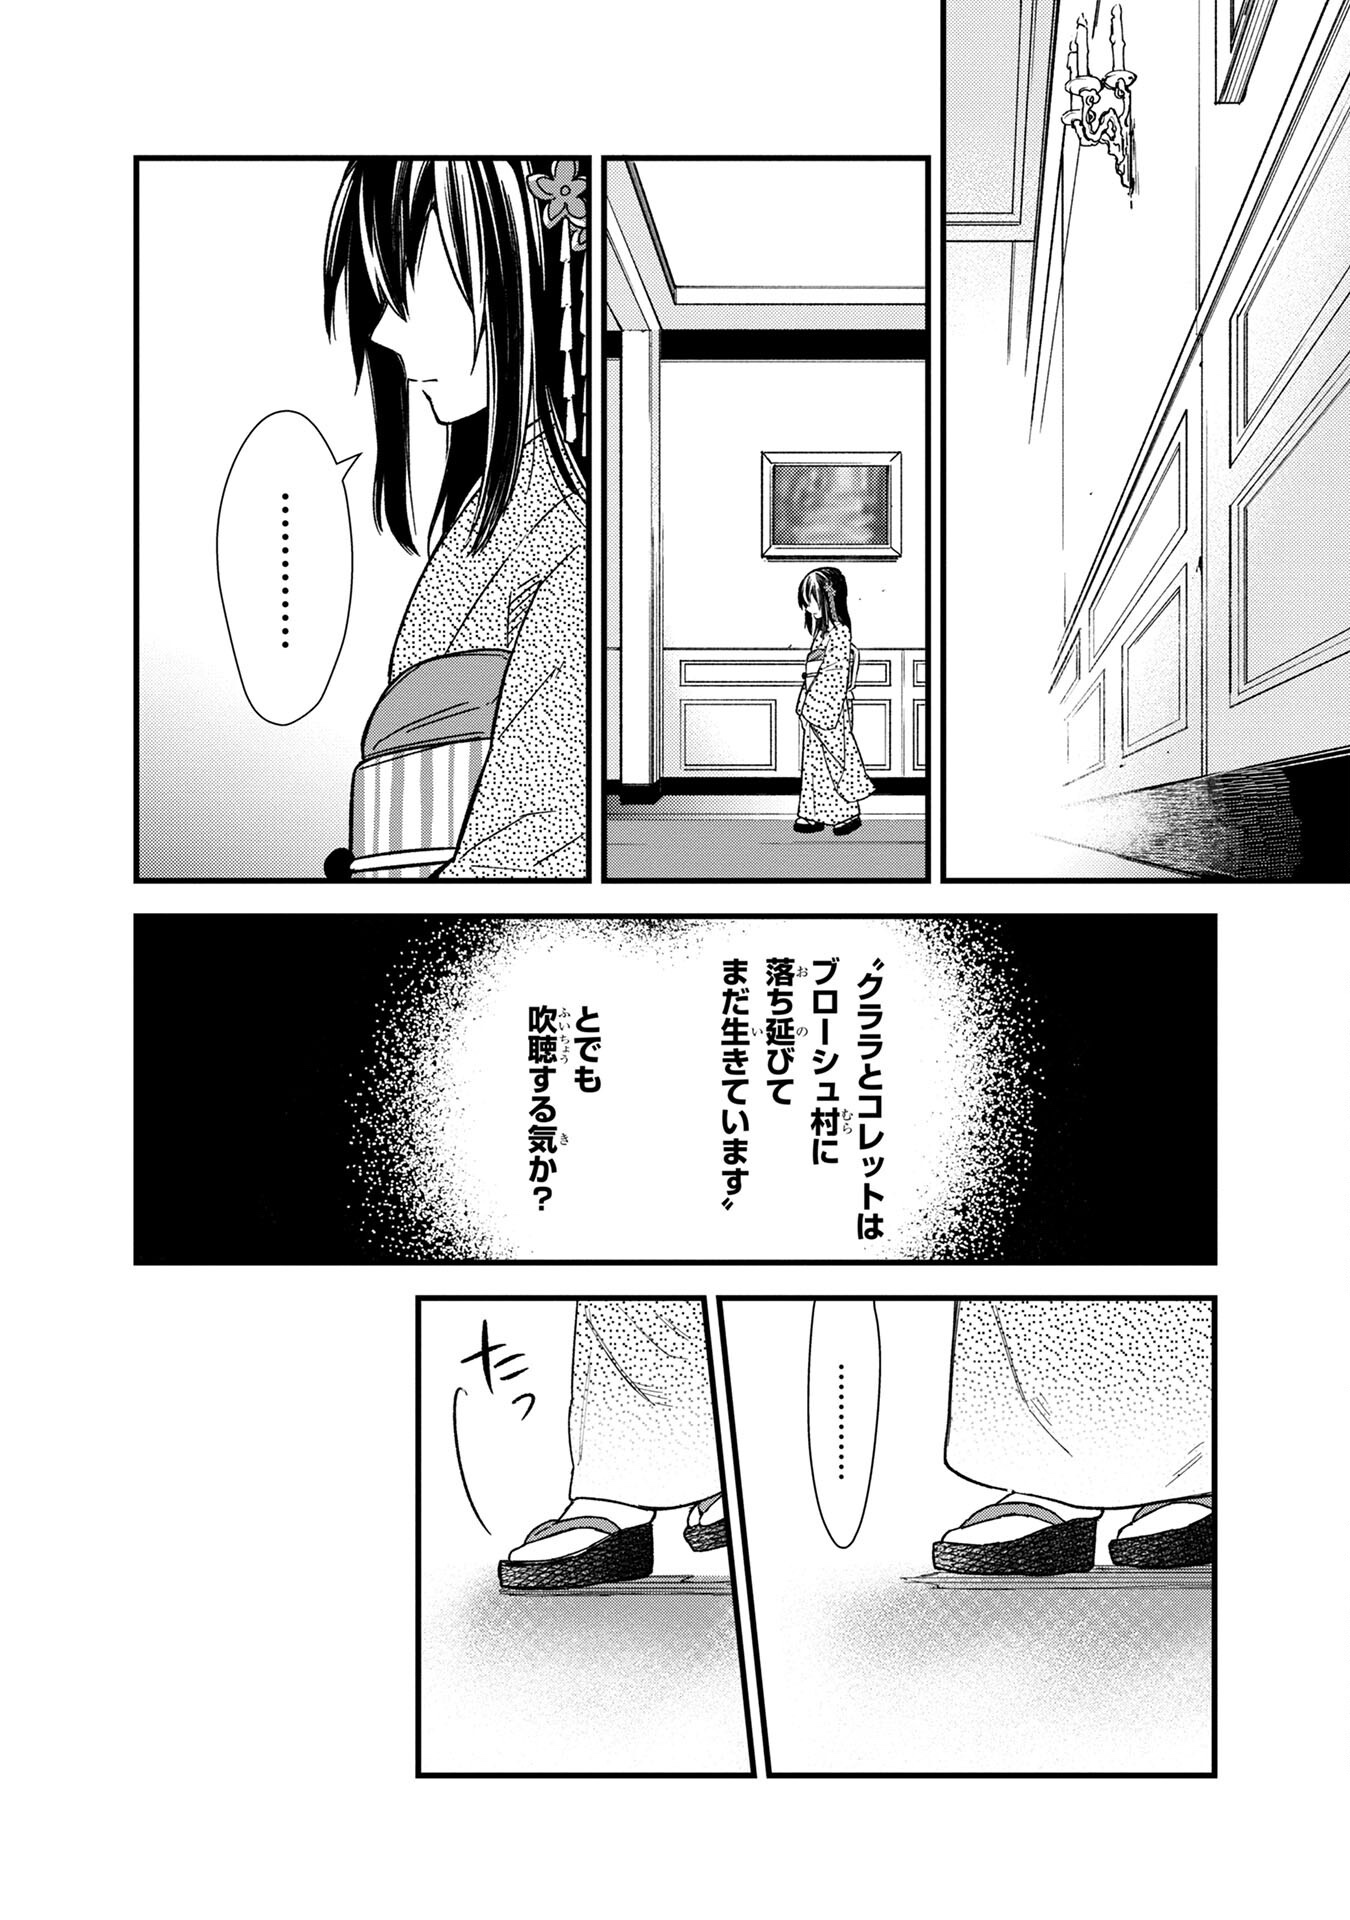 …………
〝クララとコレットは
ブローシュ村に
落ち延びて
まだ生きています〟
とでも
吹聴する気か?
…………
たっ